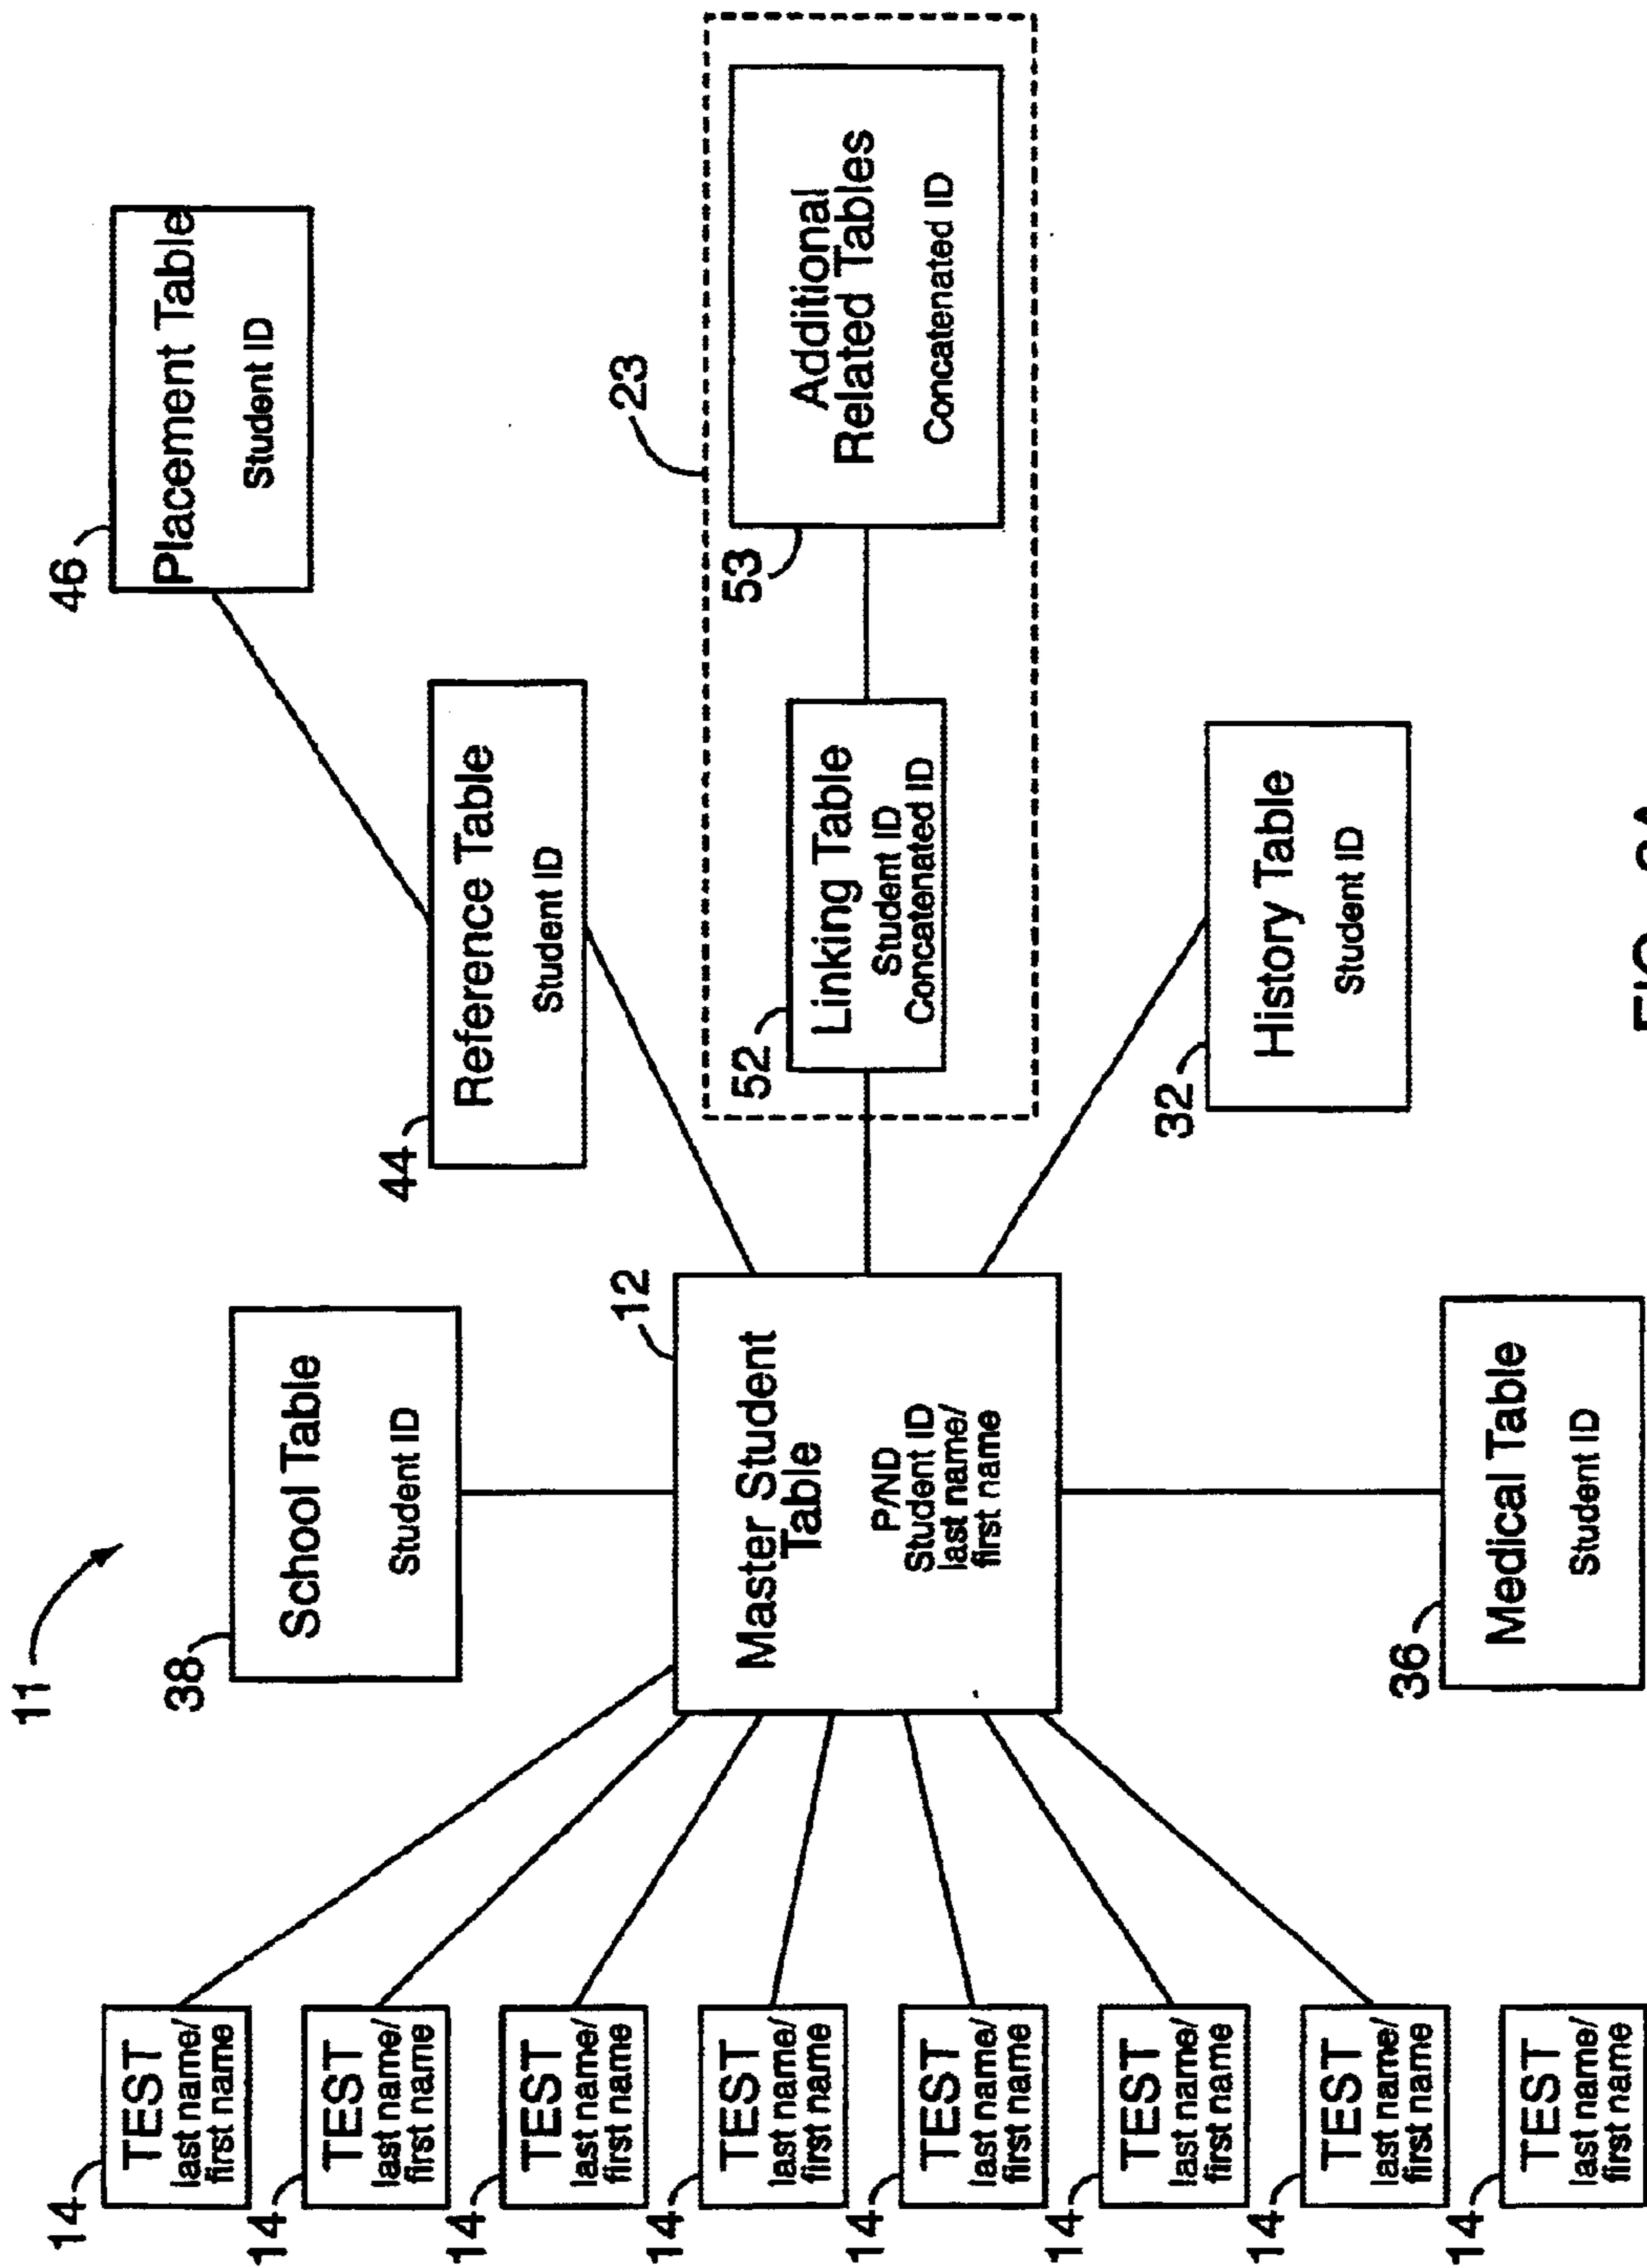 11
14
TEST
last name/
first name
14
TEST
last name/
first name
14
TEST
last name/
first name
14
TEST
last name/
first name
14
TEST
last name/
first name
14
TEST
last name/
first name
14
TEST
last name/
first name
14
TEST
last name/
first name
38
School Table
Student ID
12
Master Student
Table
P/ND
Student ID
last name/
first name
36
Medical Table
Student ID
44
Reference Table
Student ID
46
Placement Table
Student ID
23
52
Linking Table
Student ID
Concatenated ID
53
Additional
Related Tables
Concatenated ID
32
History Table
Student ID